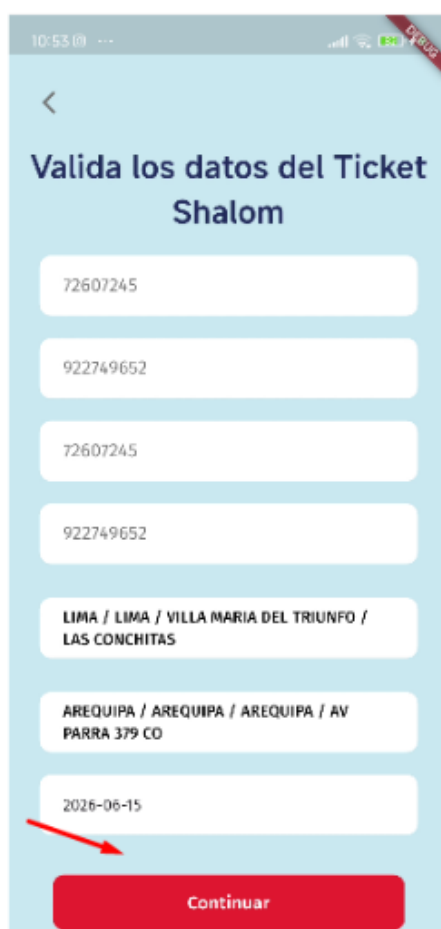 10:53
DEBUG
Valida los datos del Ticket
Shalom
72607245
922749652
72607245
922749652
LIMA / LIMA / VILLA MARIA DEL TRIUNFO /
LAS CONCHITAS
AREQUIPA / AREQUIPA / AREQUIPA / AV
PARRA 379 CO
2026-06-15
Continuar